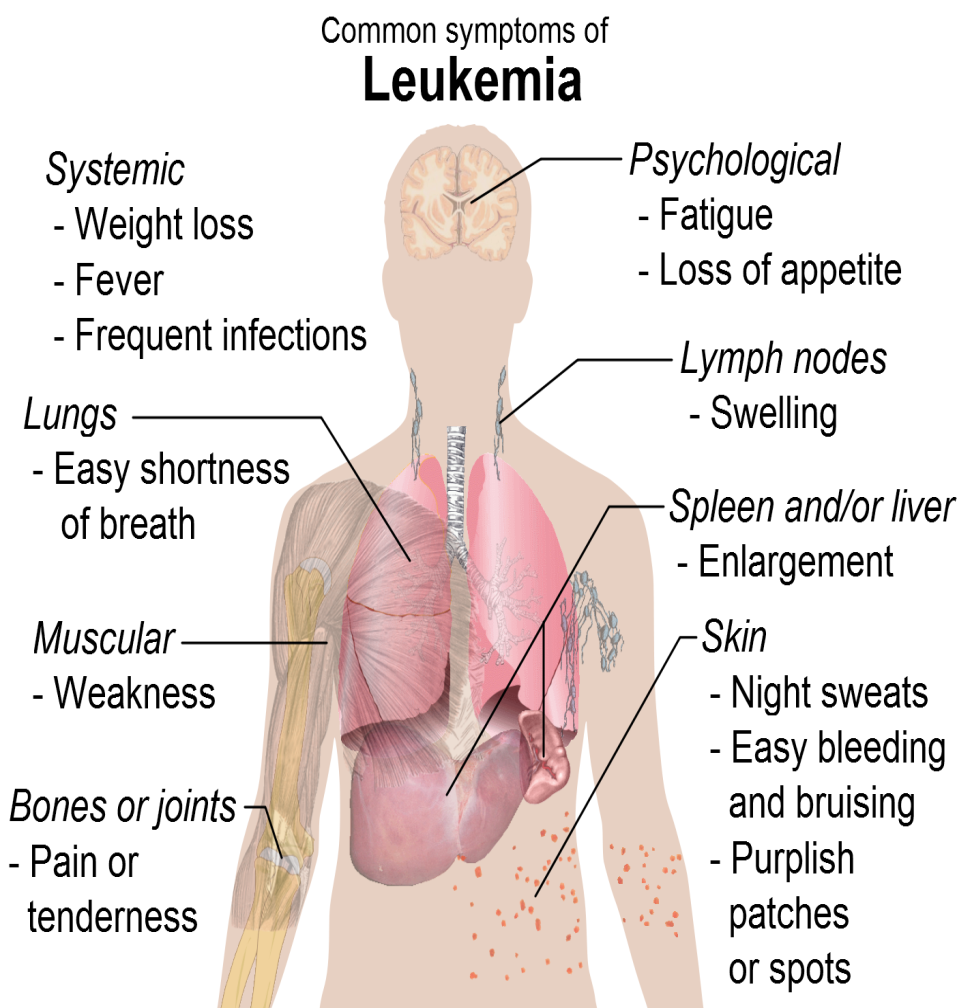 Common symptoms of
Leukemia
Systemic
- Weight loss
- Fever
- Frequent infections
Lungs
- Easy shortness
of breath
Muscular
- Weakness
Bones or joints
- Pain or
tenderness
Psychological
- Fatigue
- Loss of appetite
Lymph nodes
- Swelling
Spleen and/or liver
- Enlargement
Skin
- Night sweats
- Easy bleeding
and bruising
- Purplish
patches
or spots